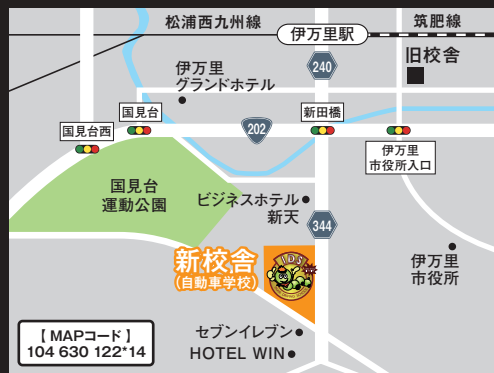 松浦西九州線
筑肥線
伊万里駅
240
旧校舎
伊万里
グランドホテル
国見台
202
新田橋
国見台西
伊万里
市役所入口
国見台
運動公園
ビジネスホテル
新天
344
新校舎
(自動車学校)
IDS
伊万里
市役所
【MAPコード】
104 630 122*14
セブンイレブン
HOTEL WIN